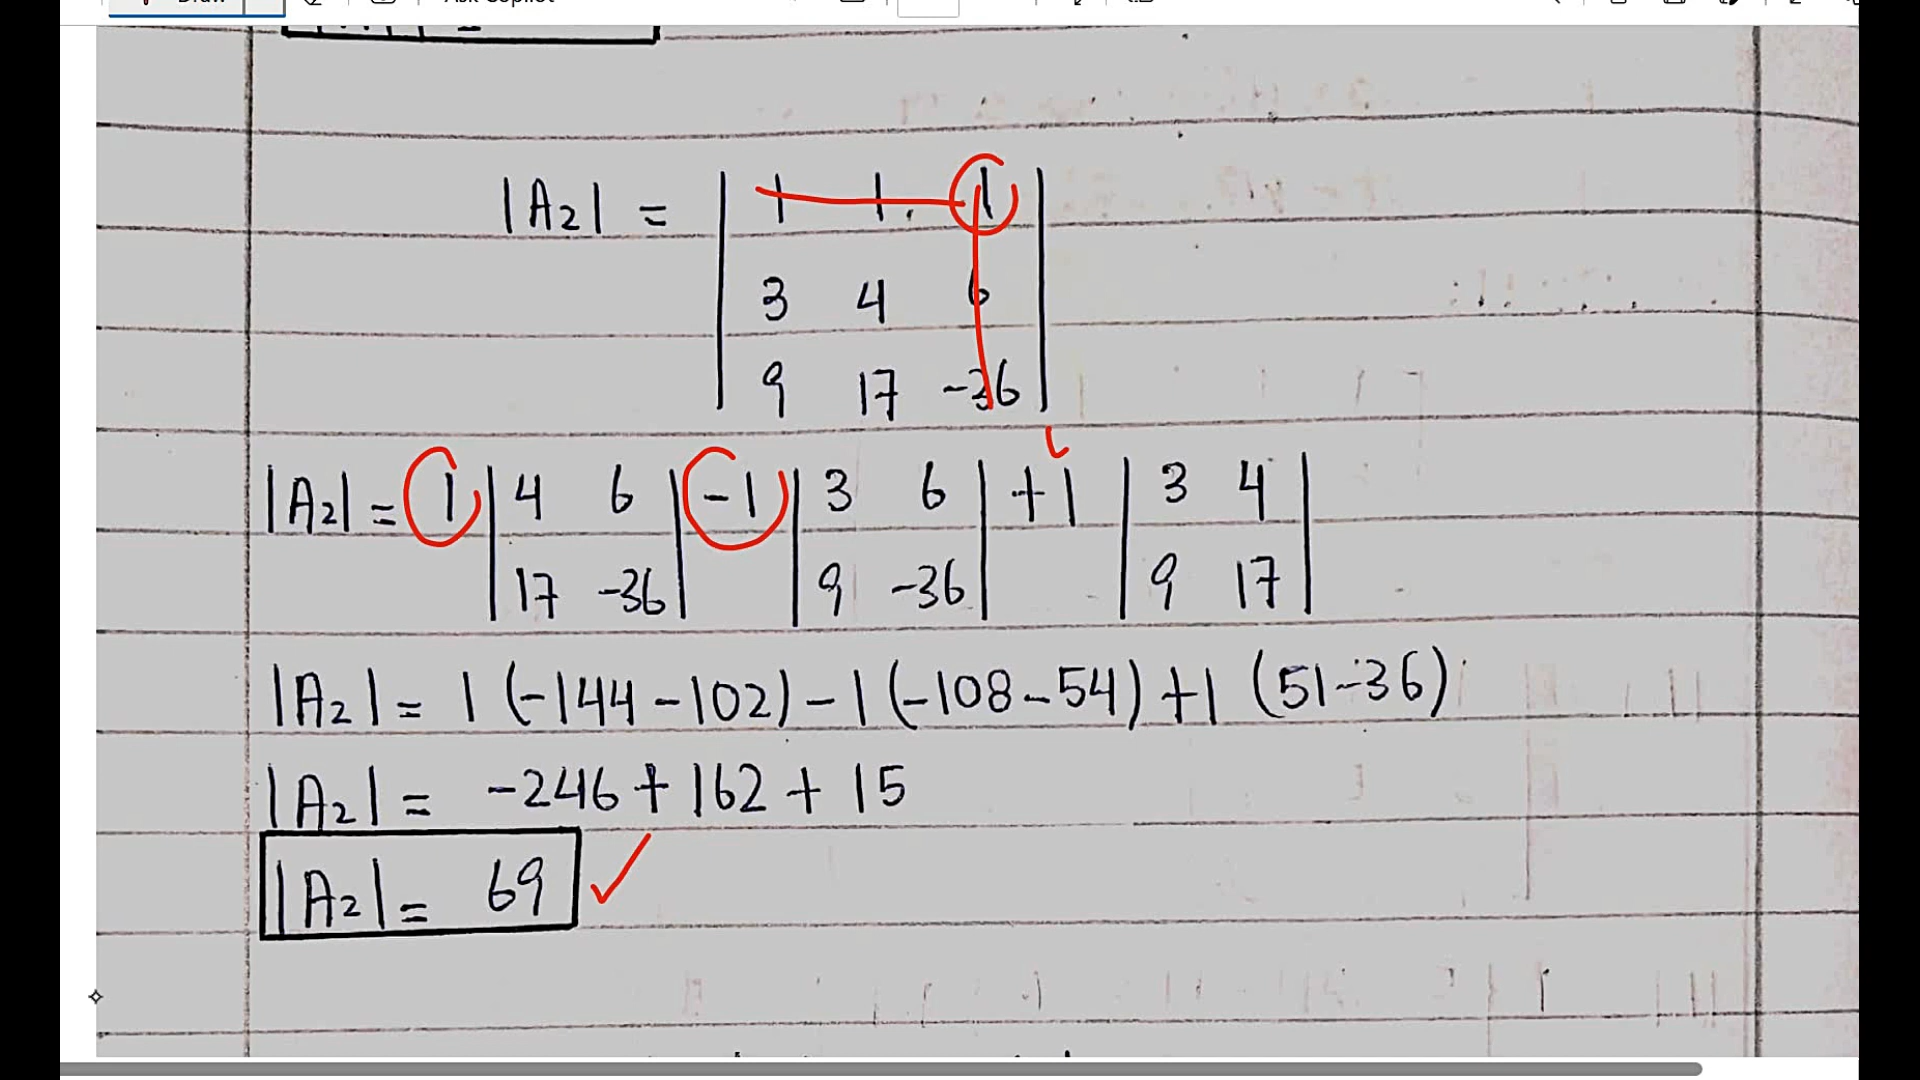 |A2| = | 1 1 1 |
| 3 4 6 |
| 9 17 -36 |
|A2| = 1 | 4 6 | -1 | 3 6 | +1 | 3 4 |
| 17 -36 | | 9 -36 | | 9 17 |
|A2| = 1 (-144 - 102) - 1 (-108 - 54) + 1 (51 - 36)
|A2| = -246 + 162 + 15
|A2| = 69 ✓